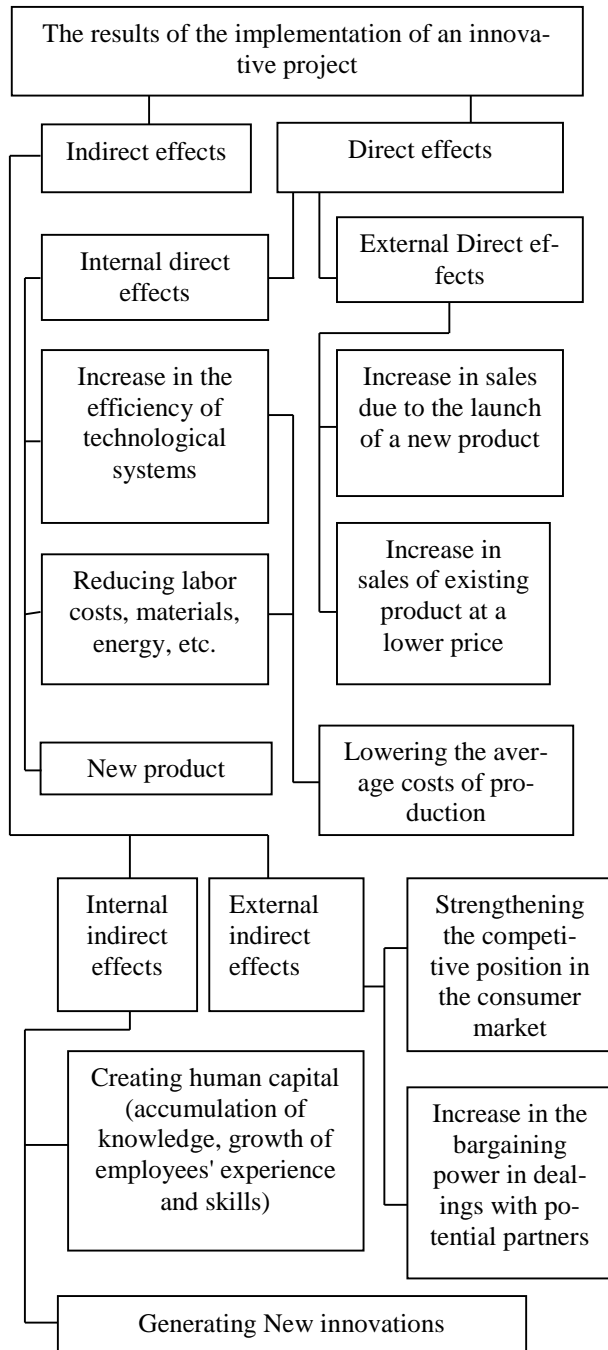 The results of the implementation of an innova-
tive project
Indirect effects
Direct effects
Internal direct
effects
External Direct ef-
fects
Increase in the
efficiency of
technological
systems
Increase in sales
due to the launch
of a new product
Reducing labor
costs, materials,
energy, etc.
Increase in
sales of existing
product at a
lower price
New product
Lowering the aver-
age costs of pro-
duction
Internal
indirect
effects
External
indirect
effects
Strengthening
the competi-
tive position in
the consumer
market
Creating human capital
(accumulation of
knowledge, growth of
employees' experience
and skills)
Increase in the
bargaining
power in deal-
ings with po-
tential partners
Generating New innovations